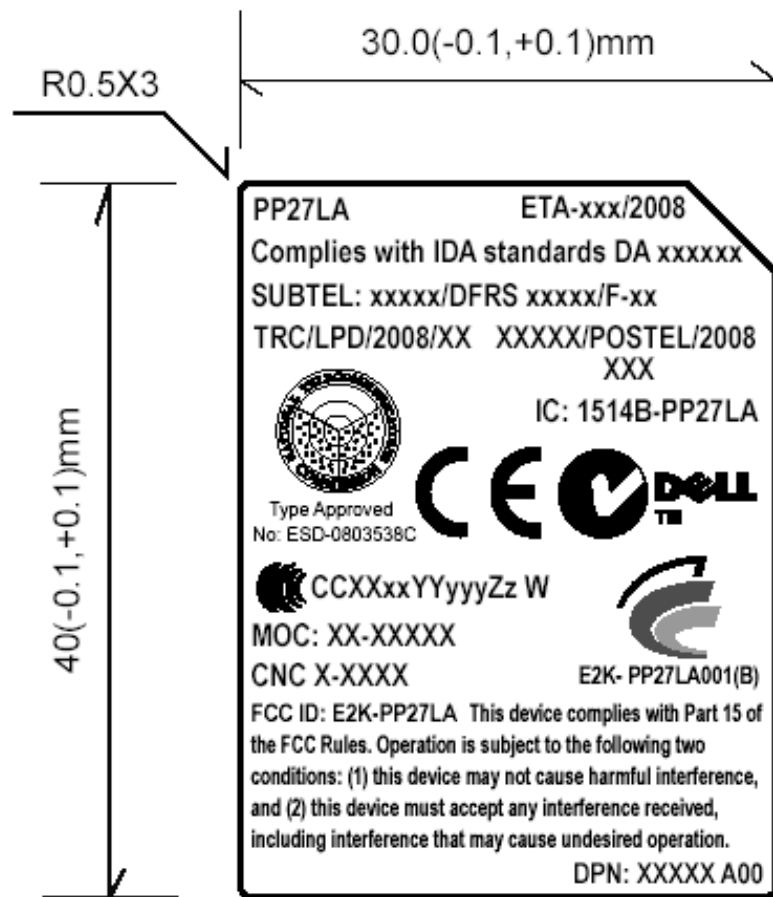 30.0(-0.1,+0.1)mm
R0.5X3
40(-0.1,+0.1)mm
PP27LA ETA-xxx/2008
Complies with IDA standards DA xxxxxx
SUBTEL: xxxxx/DFRS xxxxx/F-xx
TRC/LPD/2008/XX XXXXX/POSTEL/2008
XXX
IC: 1514B-PP27LA
Type Approved
No: ESD-0803538C
CE
DELL
TM
CCXXxxYYyyyZz W
MOC: XX-XXXXX
CNC X-XXXX
E2K- PP27LA001(B)
FCC ID: E2K-PP27LA This device complies with Part 15 of
the FCC Rules. Operation is subject to the following two
conditions: (1) this device may not cause harmful interference,
and (2) this device must accept any interference received,
including interference that may cause undesired operation.
DPN: XXXXX A00